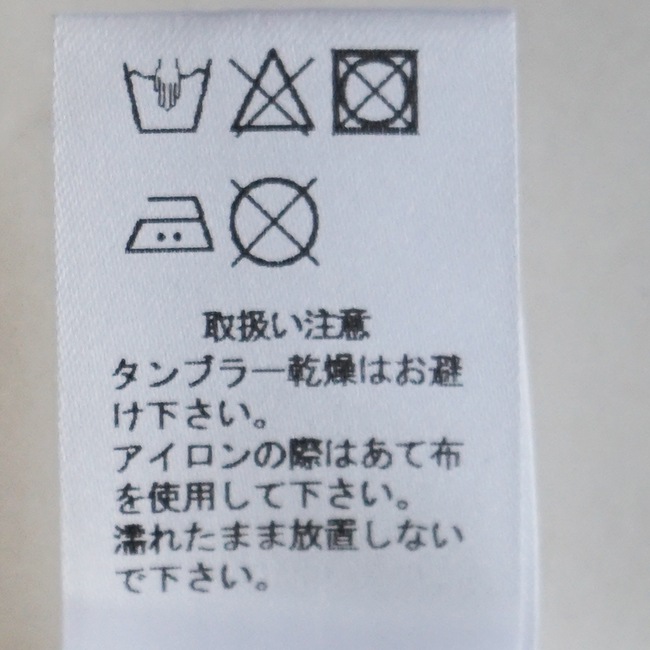 取扱い注意
タンブラー乾燥はお避
け下さい。
アイロンの際はあて布
を使用して下さい。
濡れたまま放置しない
で下さい。